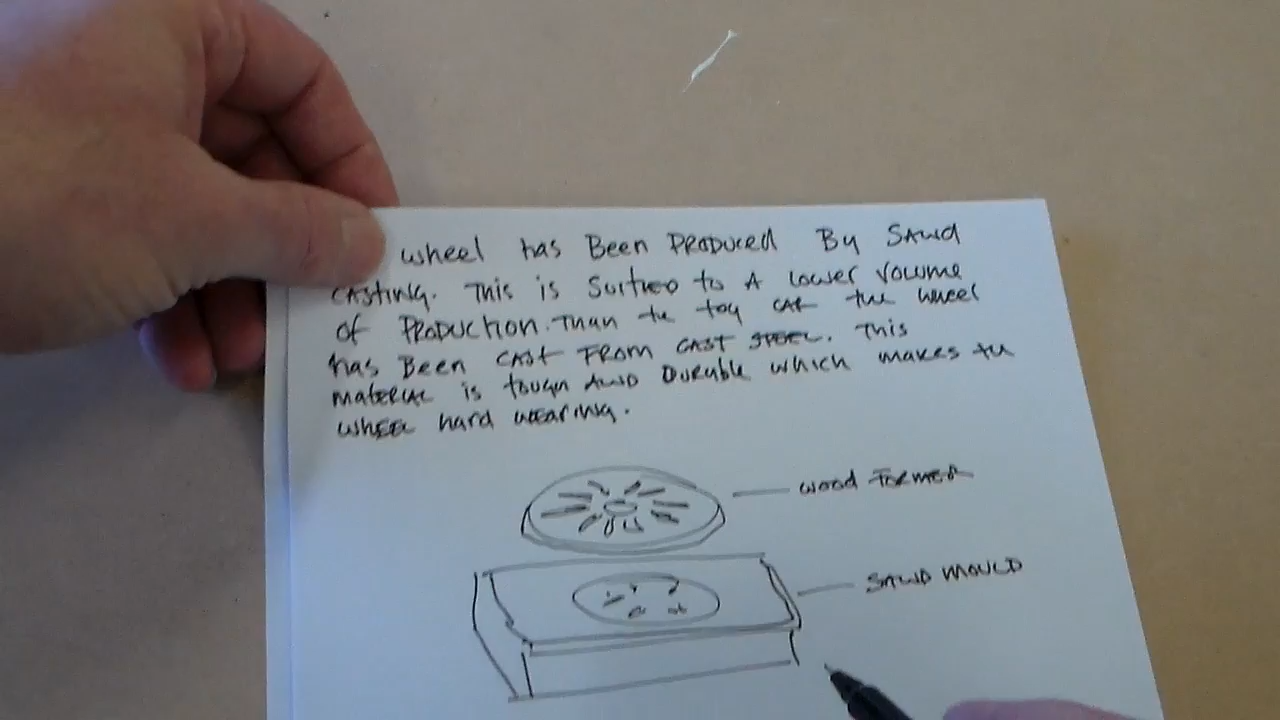 wheel has Been PRODUCED By SAND
CASTING. This is Suited to A lower volume
of PRODUCTION. Than the toy CAR the wheel
has Been CAST FROM CAST STEEL. This
material is tough AND DURABLE which makes the
wheel hard wearing.
wood FORMER
SAND MOULD